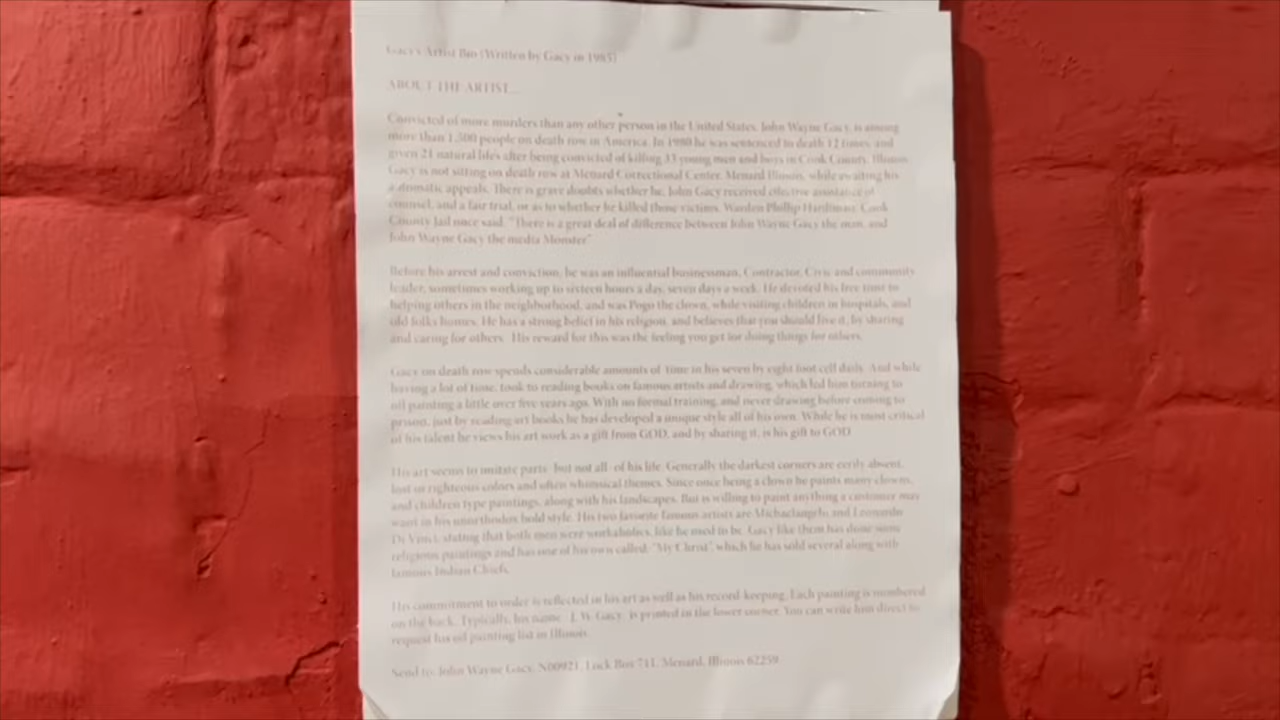 Gacy's Artist Bio (Written by Gacy in 1985)
ABOUT THE ARTIST...
Convicted of more murders than any other person in the United States, John Wayne Gacy, is among
more than 1,500 people on death row in America. In 1980 he was sentenced to death 12 times, and
given 21 natural lifes after being convicted of killing 33 young men and boys in Cook County, Illinois
Gacy is not sitting on death row at Menard Correctional Center, Menard Illinois, while awaiting his
automatic appeals. There is grave doubts whether he, John Gacy received effective assistance of
counsel, and a fair trial, or as to whether he killed those victims. Warden Phillip Hardiman, Cook
County Jail once said, "There is a great deal of difference between John Wayne Gacy the man, and
John Wayne Gacy the media Monster"
Before his arrest and conviction, he was an influential businessman, Contractor, Civic and community
leader, sometimes working up to sixteen hours a day, seven days a week. He devoted his free time to
helping others in the neighborhood, and was Pogo the clown, while visiting children in hospitals, and
old folks homes. He has a strong belief in his religion, and believes that you should live it, by sharing
and caring for others. His reward for this was the feeling you get for doing things for others.
Gacy on death row spends considerable amounts of time in his seven by eight foot cell daily. And while
having a lot of time, took to reading books on famous artists and drawing, which led him turning to
oil painting a little over five years ago. With no formal training, and never drawing before coming to
prison, just by reading art books he has developed a unique style all of his own. While he is most critical
of his talent he views his art work as a gift from GOD, and by sharing it, is his gift to GOD
His art seems to imitate parts- but not all- of his life. Generally the darkest corners are eerily absent,
lost in righteous colors and often whimsical themes. Since once being a clown he paints many clowns,
and children type paintings, along with his landscapes. But is willing to paint anything a customer may
want in his unorthodox bold style. His two favorite famous artists are Michaelangelo and Leonardo
Di Vinci, stating that both men were workaholics, like he used to be. Gacy like them has done some
religious paintings and has one of his own called, "My Christ", which he has sold several along with
famous Indian Chiefs.
His commitment to order is reflected in his art as well as his record-keeping. Each painting is numbered
on the back. Typically, his name- J. W. Gacy- is printed in the lower corner. You can write him direct to
request his oil painting list in Illinois.
Send to: John Wayne Gacy, N00921, Lock Box 711, Menard, Illinois 62259